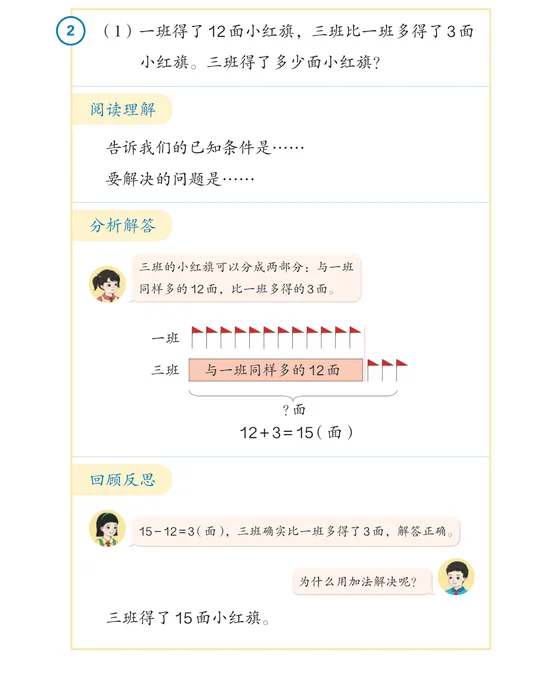 2 （1）一班得了12面小红旗，三班比一班多得了3面
小红旗。三班得了多少面小红旗？
阅读理解
告诉我们的已知条件是……
要解决的问题是……
分析解答
三班的小红旗可以分成两部分：与一班
同样多的12面，比一班多得的3面。
一班
三班 与一班同样多的12面
?面
12+3=15（面）
回顾反思
15-12=3（面），三班确实比一班多得了3面，解答正确。
为什么用加法解决呢？
三班得了15面小红旗。